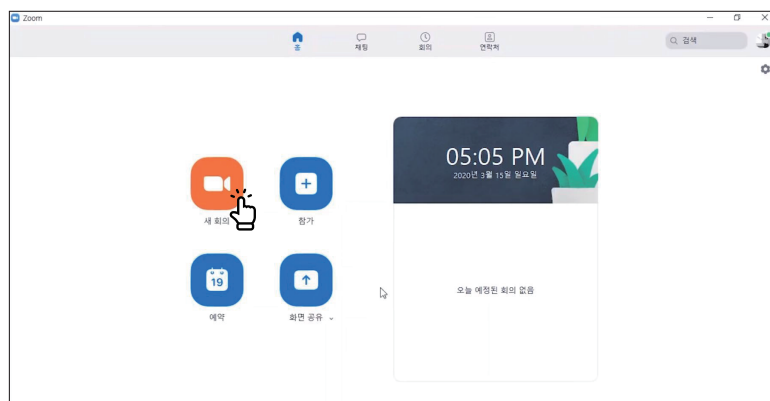 Zoom
홈
채팅
회의
연락처
검색
05:05 PM
2020년 3월 15일 일요일
새 회의
참가
19
예약
화면 공유
오늘 예정된 회의 없음